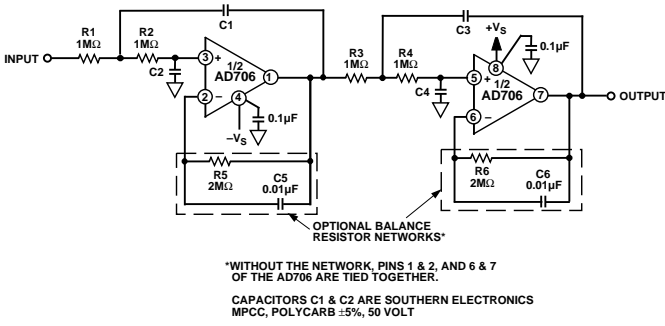 C1
R1
1MΩ
R2
1MΩ
INPUT
C2
3
+
1/2
AD706
1
2
−
4
0.1µF
−VS
R5
2MΩ
C5
0.01µF
C3
+VS
0.1µF
R3
1MΩ
R4
1MΩ
C4
8
5
+
1/2
AD706
7
OUTPUT
6
−
R6
2MΩ
C6
0.01µF
OPTIONAL BALANCE
RESISTOR NETWORKS*
*WITHOUT THE NETWORK, PINS 1 & 2, AND 6 & 7
OF THE AD706 ARE TIED TOGETHER.
CAPACITORS C1 & C2 ARE SOUTHERN ELECTRONICS
MPCC, POLYCARB ±5%, 50 VOLT